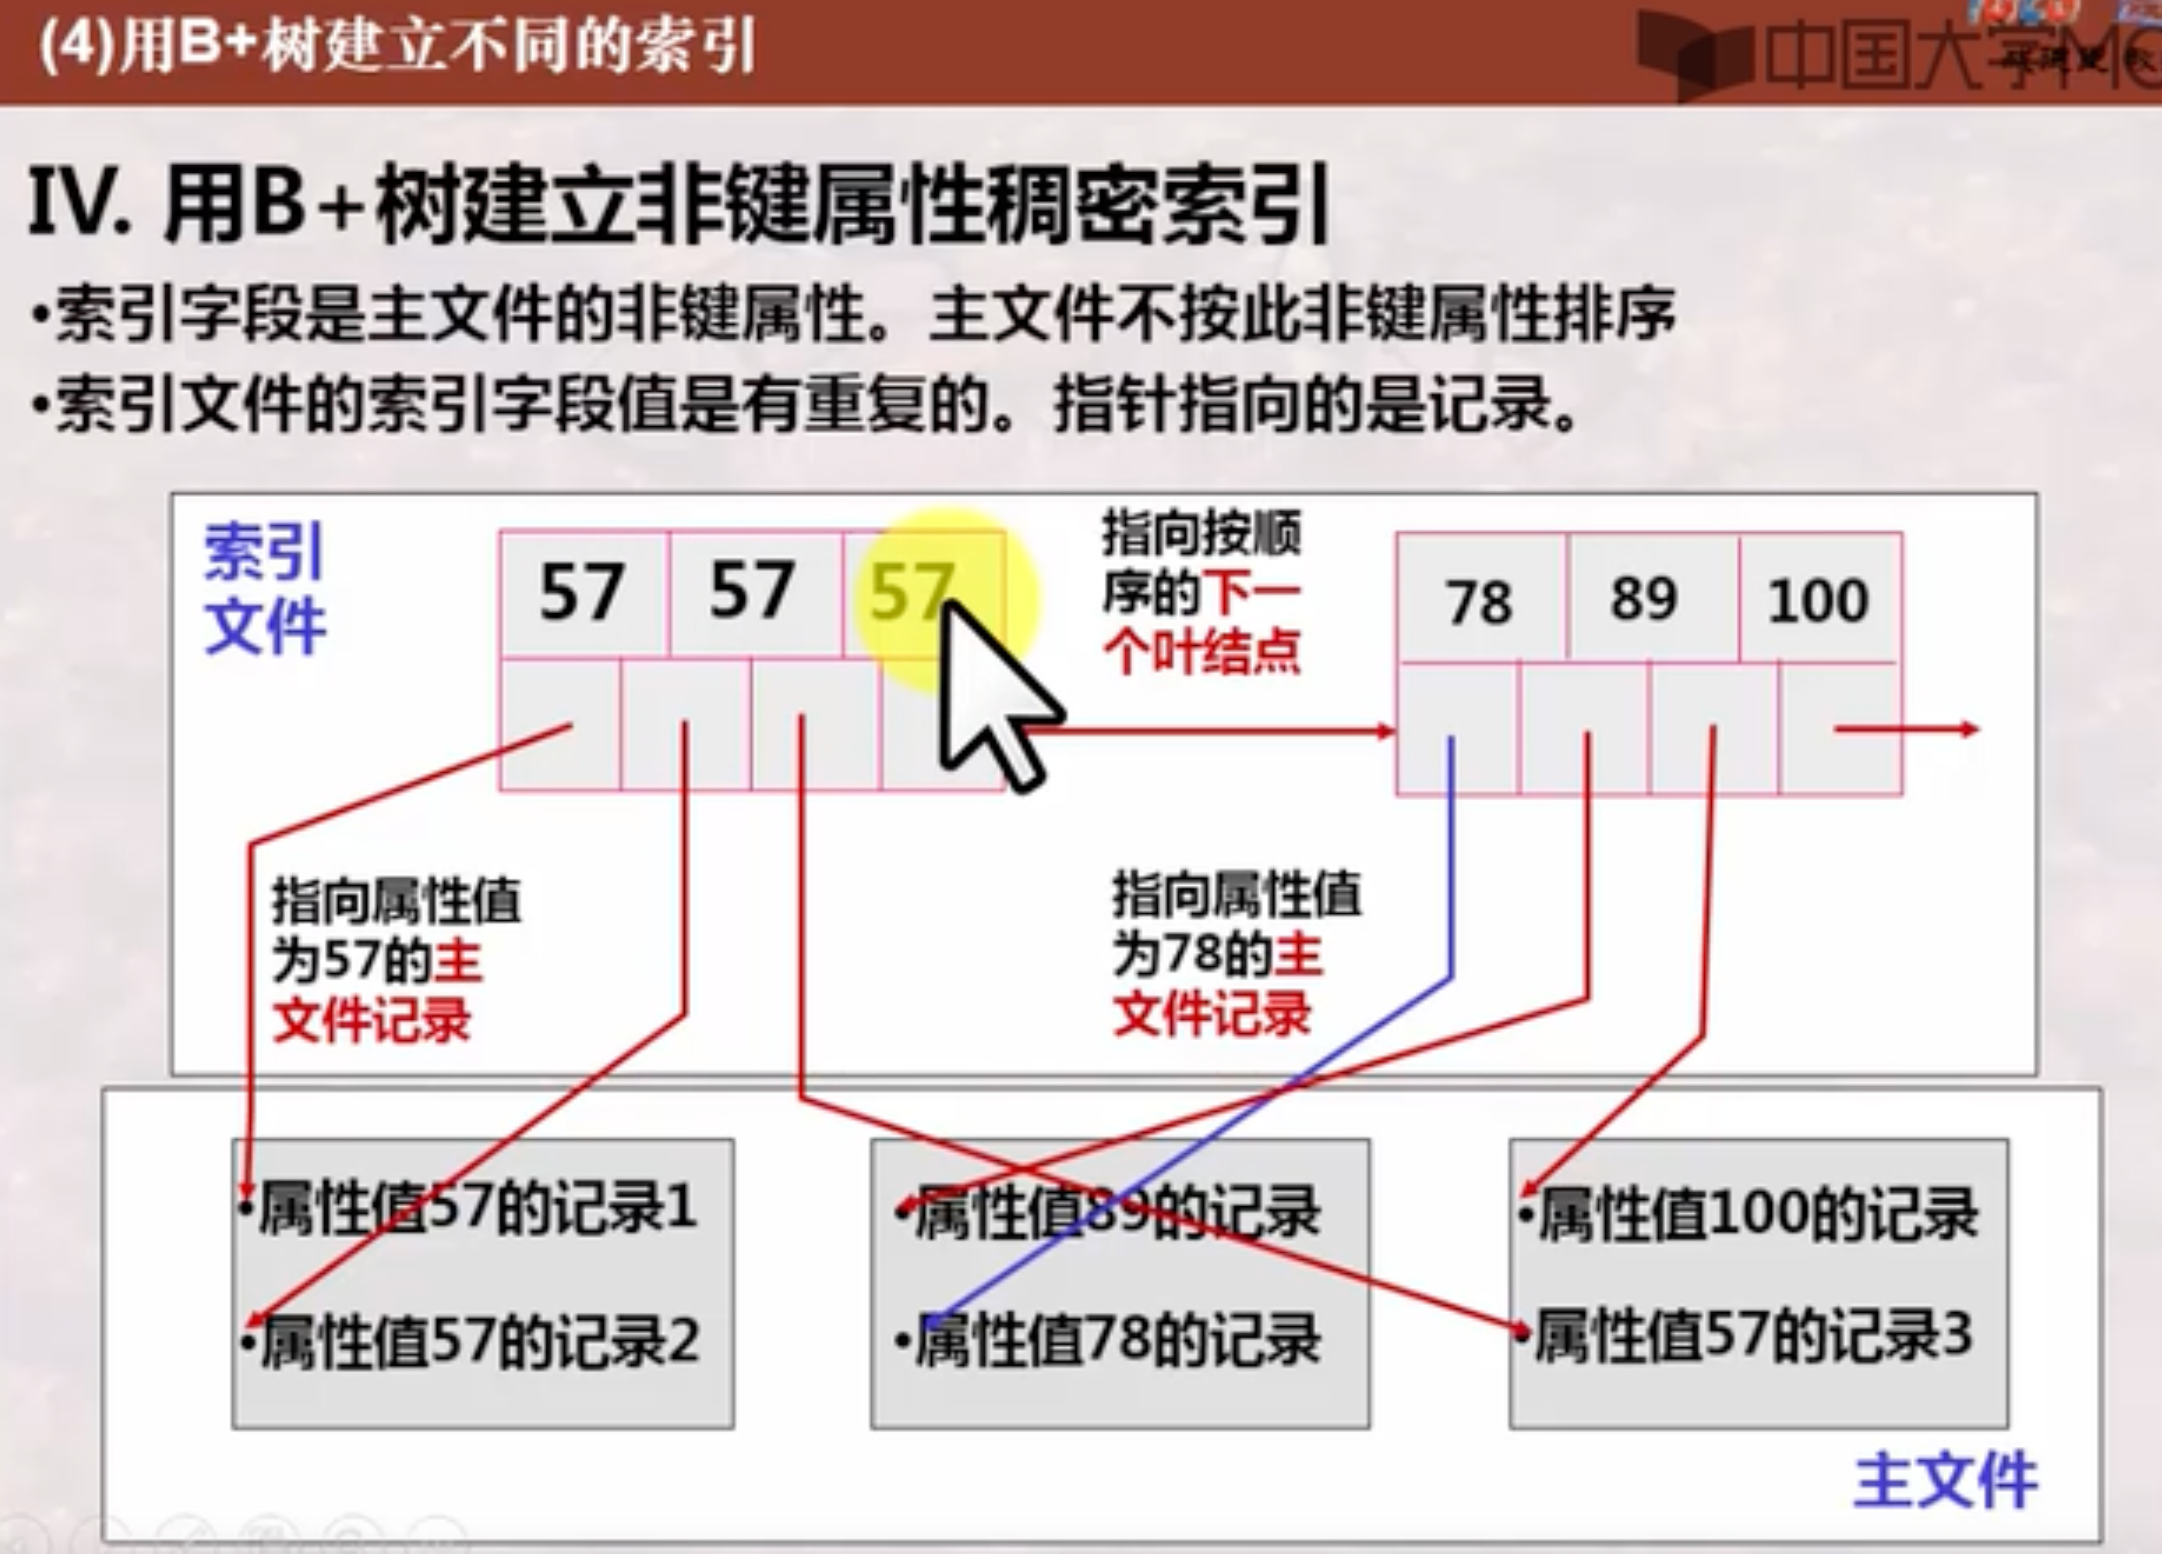 (4)用B+树建立不同的索引
中国大学MO
IV. 用B+树建立非键属性稠密索引
•索引字段是主文件的非键属性。主文件不按此非键属性排序
•索引文件的索引字段值是有重复的。指针指向的是记录。
索引
文件
57 57 57
指向按顺
序的下一
个叶结点
78 89 100
指向属性值
为57的主
文件记录
指向属性值
为78的主
文件记录
•属性值57的记录1
•属性值57的记录2
•属性值89的记录
•属性值78的记录
•属性值100的记录
•属性值57的记录3
主文件